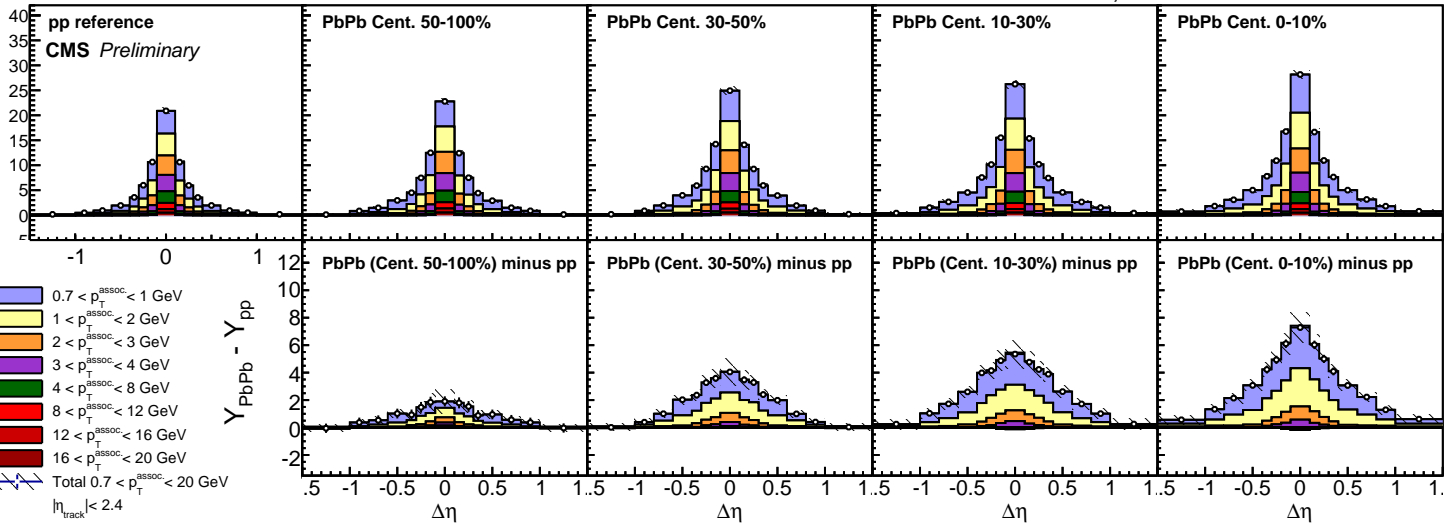 pp reference
CMS Preliminary
PbPb Cent. 50-100%
PbPb Cent. 30-50%
PbPb Cent. 10-30%
PbPb Cent. 0-10%
40
35
30
25
20
15
10
5
0
-1 0 1
PbPb (Cent. 50-100%) minus pp
PbPb (Cent. 30-50%) minus pp
PbPb (Cent. 10-30%) minus pp
PbPb (Cent. 0-10%) minus pp
Y_PbPb - Y_pp
12
10
8
6
4
2
0
-2
0.7 < p_T^assoc. < 1 GeV
1 < p_T^assoc. < 2 GeV
2 < p_T^assoc. < 3 GeV
3 < p_T^assoc. < 4 GeV
4 < p_T^assoc. < 8 GeV
8 < p_T^assoc. < 12 GeV
12 < p_T^assoc. < 16 GeV
16 < p_T^assoc. < 20 GeV
Total 0.7 < p_T^assoc. < 20 GeV
|η_track| < 2.4
.5 -1 -0.5 0 0.5 1 1..5 -1 -0.5 0 0.5 1 1..5 -1 -0.5 0 0.5 1 1..5 -1 -0.5 0 0.5 1 1.5
Δη Δη Δη Δη